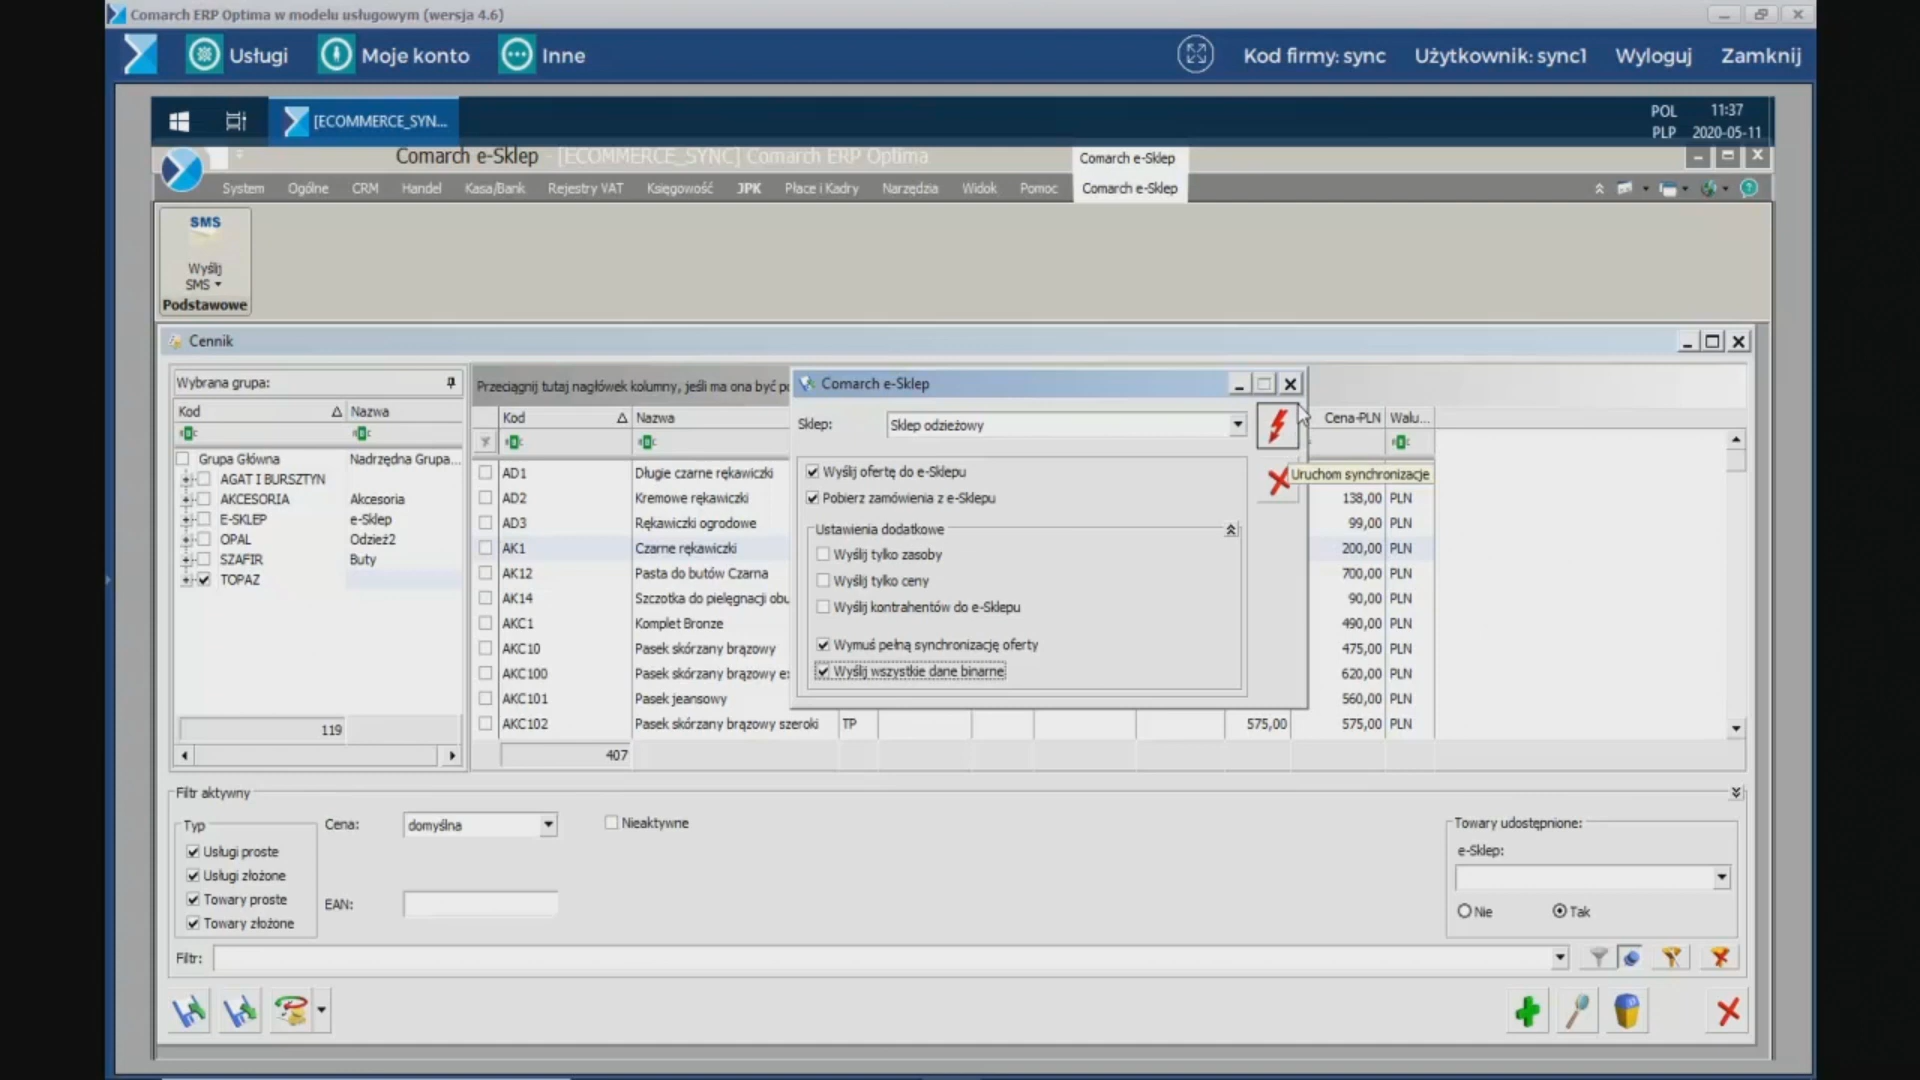 Comarch ERP Optima w modelu usługowym (wersja 4.6)
Usługi
Moje konto
Inne
Kod firmy: sync
Użytkownik: sync1
Wyloguj
Zamknij
[ECOMMERCE_SYN...
POL
PLP
11:37
2020-05-11
Comarch e-Sklep
[ECOMMERCE_SYNC] Comarch ERP Optima
Comarch e-Sklep
System
Ogólne
CRM
Handel
Kasa/Bank
Rejestry VAT
Księgowość
JPK
Płace i Kadry
Narzędzia
Widok
Pomoc
Comarch e-Sklep
SMS
Wyślij
SMS
Podstawowe
Cennik
Wybrana grupa:
Kod Nazwa
Grupa Główna Nadrzędna Grupa...
AGAT I BURSZTYN
AKCESORIA Akcesoria
E-SKLEP e-Sklep
OPAL Odzież2
SZAFIR Buty
TOPAZ
119
Przeciągnij tutaj nagłówek kolumny, jeśli ma ona być p
Kod Nazwa Cena-PLN Walu...
AD1 Długie czarne rękawiczki
AD2 Kremowe rękawiczki 138,00 PLN
AD3 Rękawiczki ogrodowe 99,00 PLN
AK1 Czarne rękawiczki 200,00 PLN
AK12 Pasta do butów Czarna 700,00 PLN
AK14 Szczotka do pielęgnacji obu 90,00 PLN
AKC1 Komplet Bronze 490,00 PLN
AKC10 Pasek skórzany brązowy 475,00 PLN
AKC100 Pasek skórzany brązowy e 620,00 PLN
AKC101 Pasek jeansowy 560,00 PLN
AKC102 Pasek skórzany brązowy szeroki TP 575,00 575,00 PLN
407
Comarch e-Sklep
Sklep: Sklep odzieżowy
Uruchom synchronizacje
Wyślij ofertę do e-Sklepu
Pobierz zamówienia z e-Sklepu
Ustawienia dodatkowe
Wyślij tylko zasoby
Wyślij tylko ceny
Wyślij kontrahentów do e-Sklepu
Wymuś pełną synchronizację oferty
Wyślij wszystkie dane binarne
Filtr aktywny
Typ
Usługi proste
Usługi złożone
Towary proste
Towary złożone
Cena: domyślna
Nieaktywne
EAN:
Towary udostępnione:
e-Sklep:
Nie
Tak
Filtr: